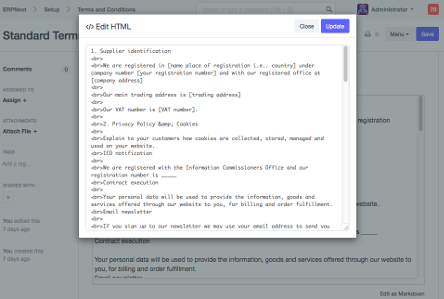 ERPNext > Setup > Terms and Conditions
Administrator
Standard Term
Menu
Save
Comments 0
ASSIGNED TO
Assign +
ATTACHMENTS
Attach File +
TAGS
Add a tag ...
SHARED WITH
+
You edited this
7 days ago
You created this
7 days ago
</> Edit HTML
Close
Update
1. Supplier identification
<br>
<br>We are registered in [name place of registration i.e.. country] under
company number [your registration number] and with our registered office at
[company address]
<br>
<br>Our main trading address is [trading address]
<br>
<br>Our VAT number is [VAT number].
<br>
<br>2. Privacy Policy &amp; Cookies
<br>
<br>Explain to your customers how cookies are collected, stored, managed and
used on your website.
<br>ICO notification
<br>
<br>We are registered with the Information Commissioners Office and our
registration number is _____
<br>Contract execution
<br>
<br>Your personal data will be used to provide the information, goods and
services offered through our website to you, for billing and order fulfillment.
<br>Email newsletter
<br>
<br>If you sign up to our newsletter we may use your email address to send you
registration
website.
Contract execution
Your personal data will be used to provide the information, goods and services offered through our website to
you, for billing and order fulfillment.
Email newsletter
Edit as Markdown